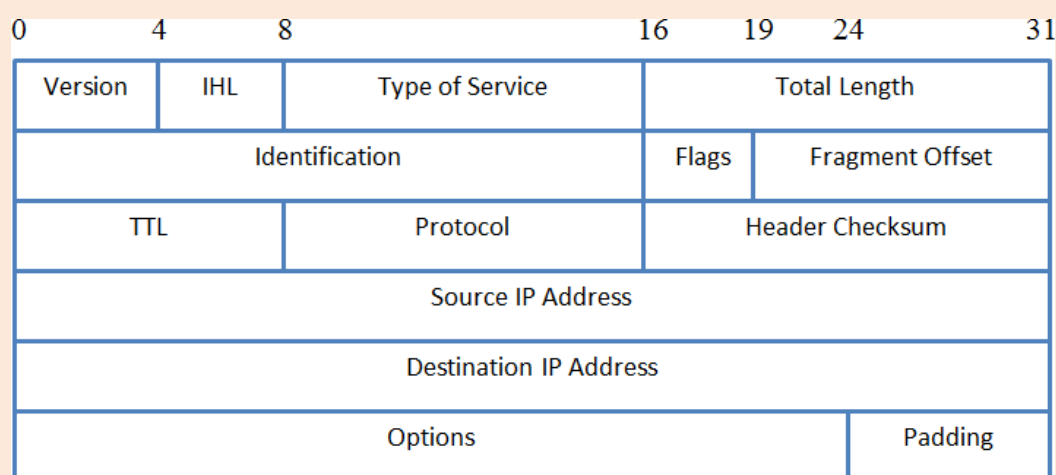 0 4 8 16 19 24 31
Version IHL Type of Service Total Length
Identification Flags Fragment Offset
TTL Protocol Header Checksum
Source IP Address
Destination IP Address
Options Padding